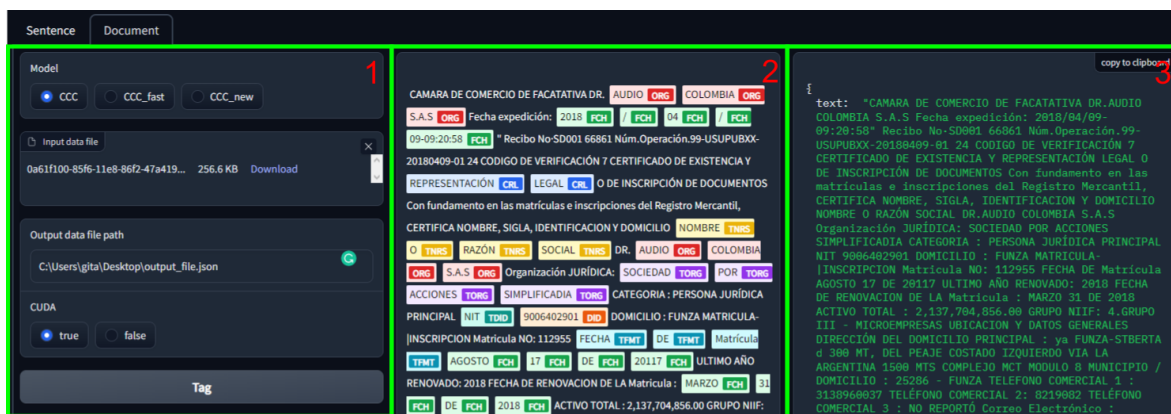 Sentence Document
1
Model
CCC CCC_fast CCC_new
Input data file
0a61f100-85f6-11e8-86f2-47a419... 256.6 KB Download
Output data file path
C:\Users\gita\Desktop\output_file.json
CUDA
true false
Tag
2
CAMARA DE COMERCIO DE FACATATIVA DR. AUDIO ORG COLOMBIA ORG
S.A.S ORG Fecha expedición: 2018 FCH / FCH 04 FCH / FCH
09-09:20:58 FCH " Recibo No-SD001 66861 Núm.Operación.99-USUPUBXX-
20180409-01 24 CODIGO DE VERIFICACIÓN 7 CERTIFICADO DE EXISTENCIA Y
REPRESENTACIÓN CRL LEGAL CRL O DE INSCRIPCIÓN DE DOCUMENTOS
Con fundamento en las matrículas e inscripciones del Registro Mercantil,
CERTIFICA NOMBRE, SIGLA, IDENTIFICACION Y DOMICILIO NOMBRE TNRS
O TNRS RAZÓN TNRS SOCIAL TNRS DR. AUDIO ORG COLOMBIA
ORG S.A.S ORG Organización JURÍDICA: SOCIEDAD TORG POR TORG
ACCIONES TORG SIMPLIFICADIA TORG CATEGORIA : PERSONA JURÍDICA
PRINCIPAL NIT TDID 9006402901 DID DOMICILIO : FUNZA MATRICULA-
|INSCRIPCION Matricula NO: 112955 FECHA TFMT DE TFMT Matrícula
TFMT AGOSTO FCH 17 FCH DE FCH 20117 FCH ULTIMO AÑO
RENOVADO: 2018 FECHA DE RENOVACION DE LA Matricula : MARZO FCH 31
FCH DE FCH 2018 FCH ACTIVO TOTAL : 2,137,704,856.00 GRUPO NIIF:
copy to clipboard
3
{
text: "CAMARA DE COMERCIO DE FACATATIVA DR.AUDIO
COLOMBIA S.A.S Fecha expedición: 2018/04/09-
09:20:58" Recibo No-SD001 66861 Núm.Operación.99-
USUPUBXX-20180409-01 24 CODIGO DE VERIFICACIÓN 7
CERTIFICADO DE EXISTENCIA Y REPRESENTACIÓN LEGAL O
DE INSCRIPCIÓN DE DOCUMENTOS Con fundamento en las
matrículas e inscripciones del Registro Mercantil,
CERTIFICA NOMBRE, SIGLA, IDENTIFICACION Y DOMICILIO
NOMBRE O RAZÓN SOCIAL DR.AUDIO COLOMBIA S.A.S
Organización JURÍDICA: SOCIEDAD POR ACCIONES
SIMPLIFICADIA CATEGORIA : PERSONA JURÍDICA PRINCIPAL
NIT 9006402901 DOMICILIO : FUNZA MATRICULA-
|INSCRIPCION Matricula NO: 112955 FECHA DE Matrícula
AGOSTO 17 DE 20117 ULTIMO AÑO RENOVADO: 2018 FECHA
DE RENOVACION DE LA Matricula : MARZO 31 DE 2018
ACTIVO TOTAL : 2,137,704,856.00 GRUPO NIIF: 4.GRUPO
III - MICROEMPRESAS UBICACION Y DATOS GENERALES
DIRECCIÓN DEL DOMICILIO PRINCIPAL : ya FUNZA-STBERTA
d 300 MT, DEL PEAJE COSTADO IZQUIERDO VIA LA
ARGENTINA 1500 MTS COMPLEJO MCT MODULO 8 MUNICIPIO /
DOMICILIO : 25286 - FUNZA TELEFONO COMERCIAL 1 :
3138960037 TELÉFONO COMERCIAL 2: 8219082 TELÉFONO
COMERCIAL 3 : NO REPORTÓ Correo Electrónico :